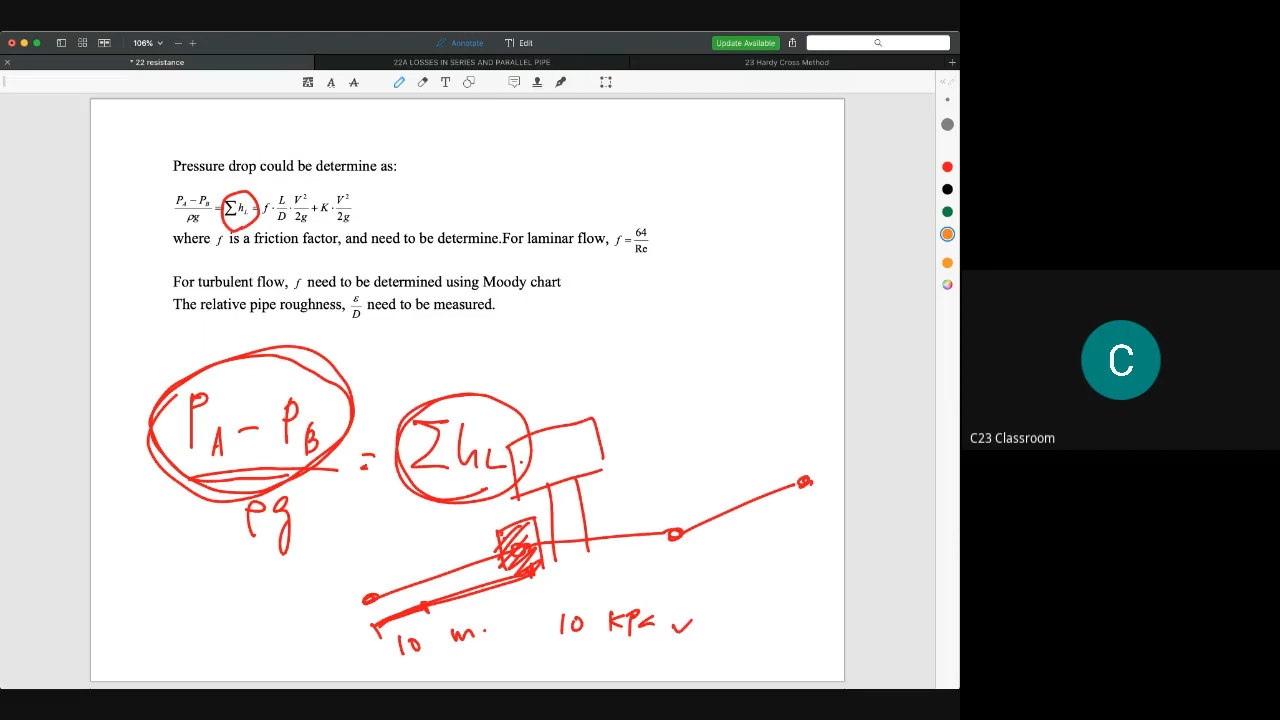 106%
Annotate
Edit
Update Available
* 22 resistance
22A LOSSES IN SERIES AND PARALLEL PIPE
23 Hardy Cross Method
Pressure drop could be determine as:
(P_A − P_B)/ρg = ∑ h_L = f · L/D · V²/2g + K · V²/2g
where f is a friction factor, and need to be determine.For laminar flow, f = 64/Re
For turbulent flow, f need to be determined using Moody chart
The relative pipe roughness, ε/D need to be measured.
(P_A − P_B)/ρg = ∑ h_L
10 m.
10 KPa ✓
C
C23 Classroom